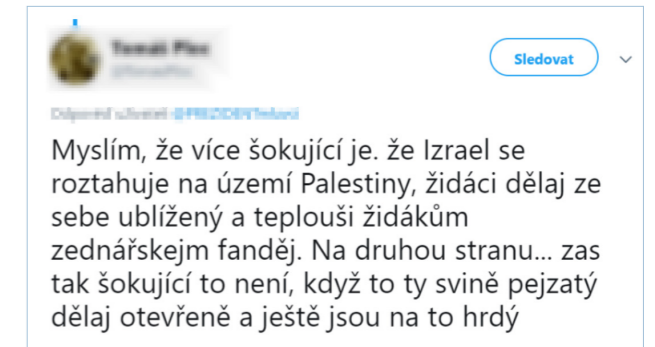 Sledovat
Myslím, že více šokující je. že Izrael se
roztahuje na území Palestiny, židáci dělaj ze
sebe ublížený a teplouši židákům
zednářskejm fanděj. Na druhou stranu... zas
tak šokující to není, když to ty svině pejzatý
dělaj otevřeně a ještě jsou na to hrdý